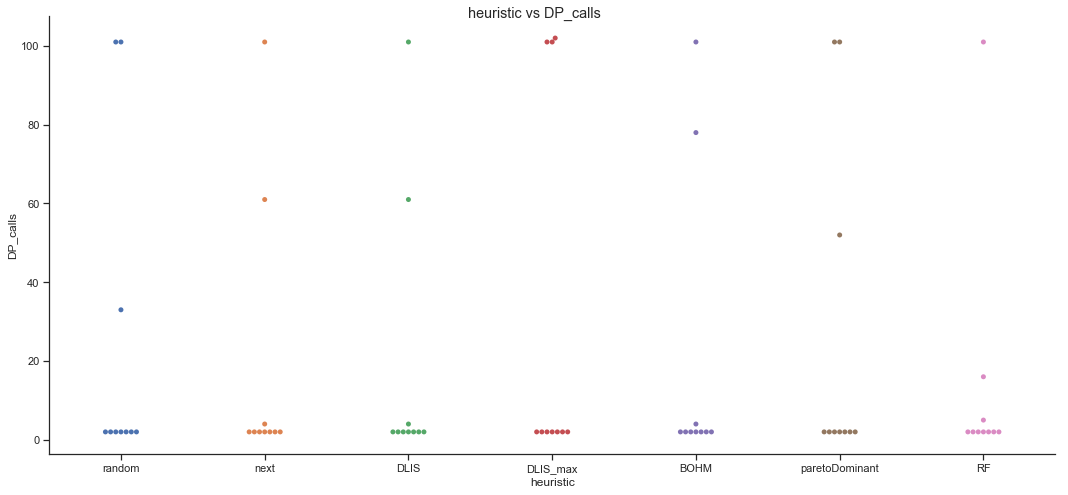 heuristic vs DP_calls
DP_calls
100
80
60
40
20
0
random
next
DLIS
DLIS_max
BOHM
paretoDominant
RF
heuristic